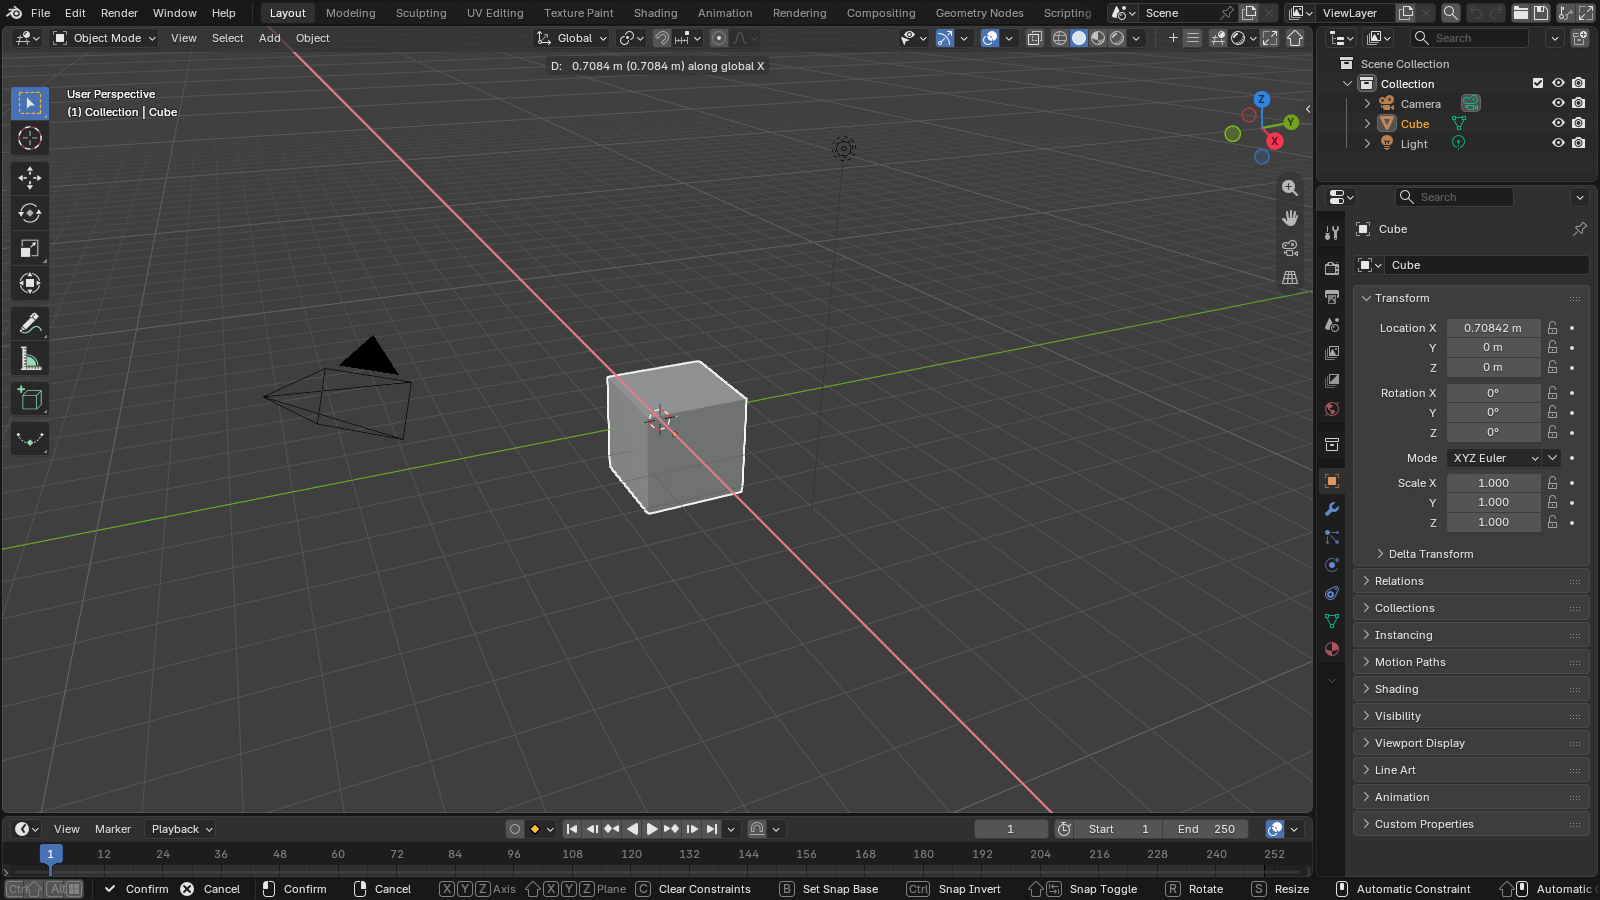 File Edit Render Window Help Layout Modeling Sculpting UV Editing Texture Paint Shading Animation Rendering Compositing Geometry Nodes Scripting Scene ViewLayer
Object Mode View Select Add Object Global Search
D: 0.7084 m (0.7084 m) along global X
User Perspective
(1) Collection | Cube
Z
Y
X
Scene Collection
Collection
Camera
Cube
Light
Search
Cube
Cube
Transform
Location X 0.70842 m
Y 0 m
Z 0 m
Rotation X 0°
Y 0°
Z 0°
Mode XYZ Euler
Scale X 1.000
Y 1.000
Z 1.000
Delta Transform
Relations
Collections
Instancing
Motion Paths
Shading
Visibility
Viewport Display
Line Art
Animation
Custom Properties
View Marker Playback 1 Start 1 End 250
1 12 24 36 48 60 72 84 96 108 120 132 144 156 168 180 192 204 216 228 240 252
Ctrl Alt Confirm Cancel Confirm Cancel X Y Z Axis X Y Z Plane C Clear Constraints B Set Snap Base Ctrl Snap Invert Snap Toggle R Rotate S Resize Automatic Constraint Automatic